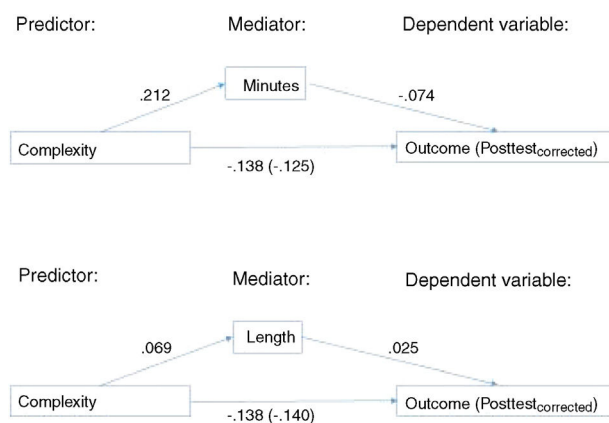 Predictor: Mediator: Dependent variable:
Minutes
.212 -.074
Complexity Outcome (Posttestcorrected)
-.138 (-.125)
Predictor: Mediator: Dependent variable:
Length
.069 .025
Complexity Outcome (Posttestcorrected)
-.138 (-.140)